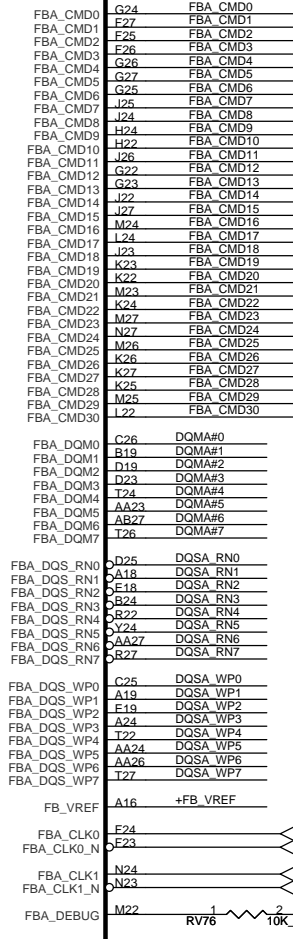 FBA_CMD0 G24 FBA_CMD0
FBA_CMD1 F27 FBA_CMD1
FBA_CMD2 F25 FBA_CMD2
FBA_CMD3 F26 FBA_CMD3
FBA_CMD4 G26 FBA_CMD4
FBA_CMD5 G27 FBA_CMD5
FBA_CMD6 G25 FBA_CMD6
FBA_CMD7 J25 FBA_CMD7
FBA_CMD8 J24 FBA_CMD8
FBA_CMD9 H24 FBA_CMD9
FBA_CMD10 H22 FBA_CMD10
FBA_CMD11 J26 FBA_CMD11
FBA_CMD12 G22 FBA_CMD12
FBA_CMD13 G23 FBA_CMD13
FBA_CMD14 J22 FBA_CMD14
FBA_CMD15 J27 FBA_CMD15
FBA_CMD16 M24 FBA_CMD16
FBA_CMD17 L24 FBA_CMD17
FBA_CMD18 J23 FBA_CMD18
FBA_CMD19 K23 FBA_CMD19
FBA_CMD20 K22 FBA_CMD20
FBA_CMD21 M23 FBA_CMD21
FBA_CMD22 K24 FBA_CMD22
FBA_CMD23 M27 FBA_CMD23
FBA_CMD24 N27 FBA_CMD24
FBA_CMD25 M26 FBA_CMD25
FBA_CMD26 K26 FBA_CMD26
FBA_CMD27 K27 FBA_CMD27
FBA_CMD28 K25 FBA_CMD28
FBA_CMD29 M25 FBA_CMD29
FBA_CMD30 L22 FBA_CMD30
FBA_DQM0 C26 DQMA#0
FBA_DQM1 B19 DQMA#1
FBA_DQM2 D19 DQMA#2
FBA_DQM3 D23 DQMA#3
FBA_DQM4 T24 DQMA#4
FBA_DQM5 AA23 DQMA#5
FBA_DQM6 AB27 DQMA#6
FBA_DQM7 T26 DQMA#7
FBA_DQS_RN0 D25 DQSA_RN0
FBA_DQS_RN1 A18 DQSA_RN1
FBA_DQS_RN2 E18 DQSA_RN2
FBA_DQS_RN3 B24 DQSA_RN3
FBA_DQS_RN4 R22 DQSA_RN4
FBA_DQS_RN5 Y24 DQSA_RN5
FBA_DQS_RN6 AA27 DQSA_RN6
FBA_DQS_RN7 R27 DQSA_RN7
FBA_DQS_WP0 C25 DQSA_WP0
FBA_DQS_WP1 A19 DQSA_WP1
FBA_DQS_WP2 E19 DQSA_WP2
FBA_DQS_WP3 A24 DQSA_WP3
FBA_DQS_WP4 T22 DQSA_WP4
FBA_DQS_WP5 AA24 DQSA_WP5
FBA_DQS_WP6 AA26 DQSA_WP6
FBA_DQS_WP7 T27 DQSA_WP7
FB_VREF A16 +FB_VREF
FBA_CLK0 F24
FBA_CLK0_N F23
FBA_CLK1 N24
FBA_CLK1_N N23
FBA_DEBUG M22 1 2
RV76 10K_